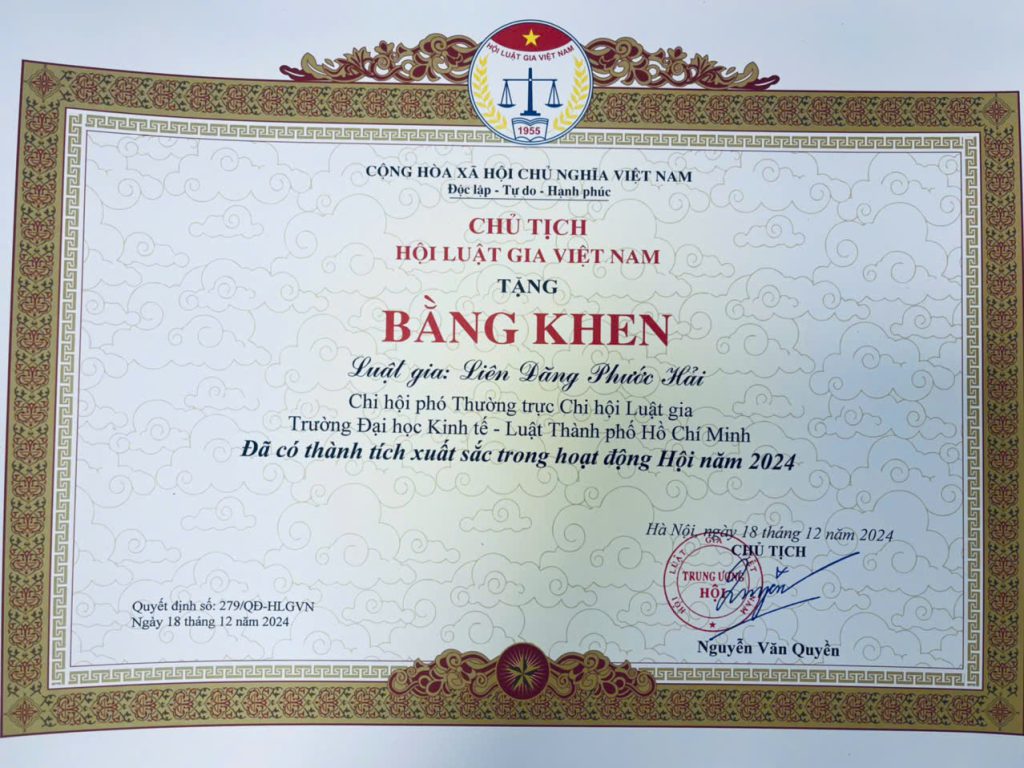 HỘI LUẬT GIA VIỆT NAM
1955
CỘNG HÒA XÃ HỘI CHỦ NGHĨA VIỆT NAM
Độc lập - Tự do - Hạnh phúc
CHỦ TỊCH
HỘI LUẬT GIA VIỆT NAM
TẶNG
BẰNG KHEN
Luật gia: Liên Đăng Phước Hải
Chi hội phó Thường trực Chi hội Luật gia
Trường Đại học Kinh tế - Luật Thành phố Hồ Chí Minh
Đã có thành tích xuất sắc trong hoạt động Hội năm 2024
Hà Nội, ngày 18 tháng 12 năm 2024
CHỦ TỊCH
HỘI LUẬT GIA VIỆT NAM
TRUNG ƯƠNG
HỘI
Nguyễn Văn Quyền
Quyết định số: 279/QĐ-HLGVN
Ngày 18 tháng 12 năm 2024